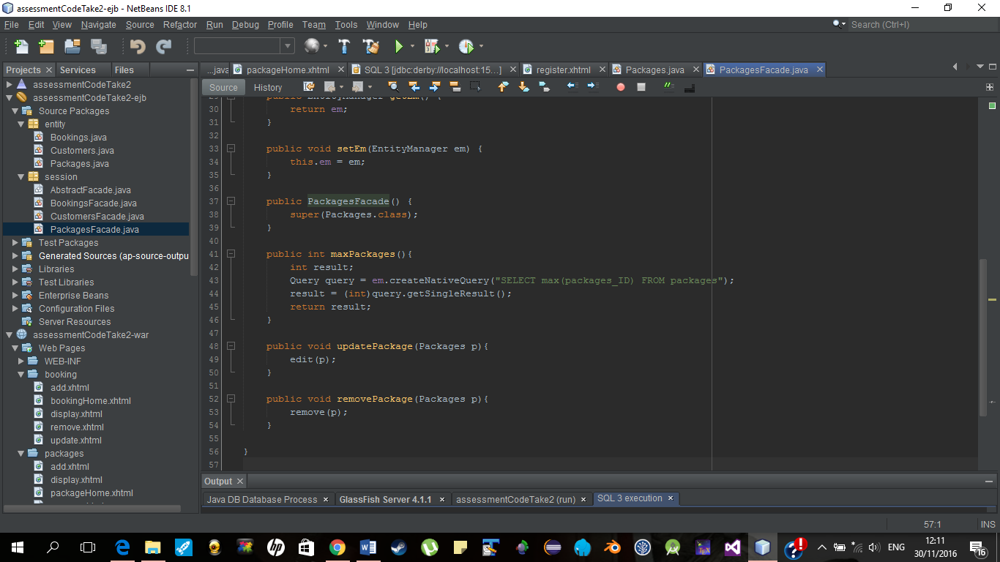 assessmentCodeTake2-ejb - NetBeans IDE 8.1
File Edit View Navigate Source Refactor Run Debug Profile Team Tools Window Help
Search (Ctrl+I)
Projects Services Files
assessmentCodeTake2
assessmentCodeTake2-ejb
Source Packages
entity
Bookings.java
Customers.java
Packages.java
session
AbstractFacade.java
BookingsFacade.java
CustomersFacade.java
PackagesFacade.java
Test Packages
Generated Sources (ap-source-outpu
Libraries
Test Libraries
Enterprise Beans
Configuration Files
Server Resources
assessmentCodeTake2-war
Web Pages
WEB-INF
booking
add.xhtml
bookingHome.xhtml
display.xhtml
remove.xhtml
update.xhtml
packages
add.xhtml
display.xhtml
packageHome.xhtml
...java packageHome.xhtml SQL 3 [jdbc:derby://localhost:15...] register.xhtml Packages.java PackagesFacade.java
Source History
29 public EntityManager getEm() {
30 return em;
31 }
32
33 public void setEm(EntityManager em) {
34 this.em = em;
35 }
36
37 public PackagesFacade() {
38 super(Packages.class);
39 }
40
41 public int maxPackages(){
42 int result;
43 Query query = em.createNativeQuery("SELECT max(packages_ID) FROM packages");
44 result = (int)query.getSingleResult();
45 return result;
46 }
47
48 public void updatePackage(Packages p){
49 edit(p);
50 }
51
52 public void removePackage(Packages p){
53 remove(p);
54 }
55
56 }
57
Output
Java DB Database Process GlassFish Server 4.1.1 assessmentCodeTake2 (run) SQL 3 execution
57:1 INS
ENG
12:11
30/11/2016
16